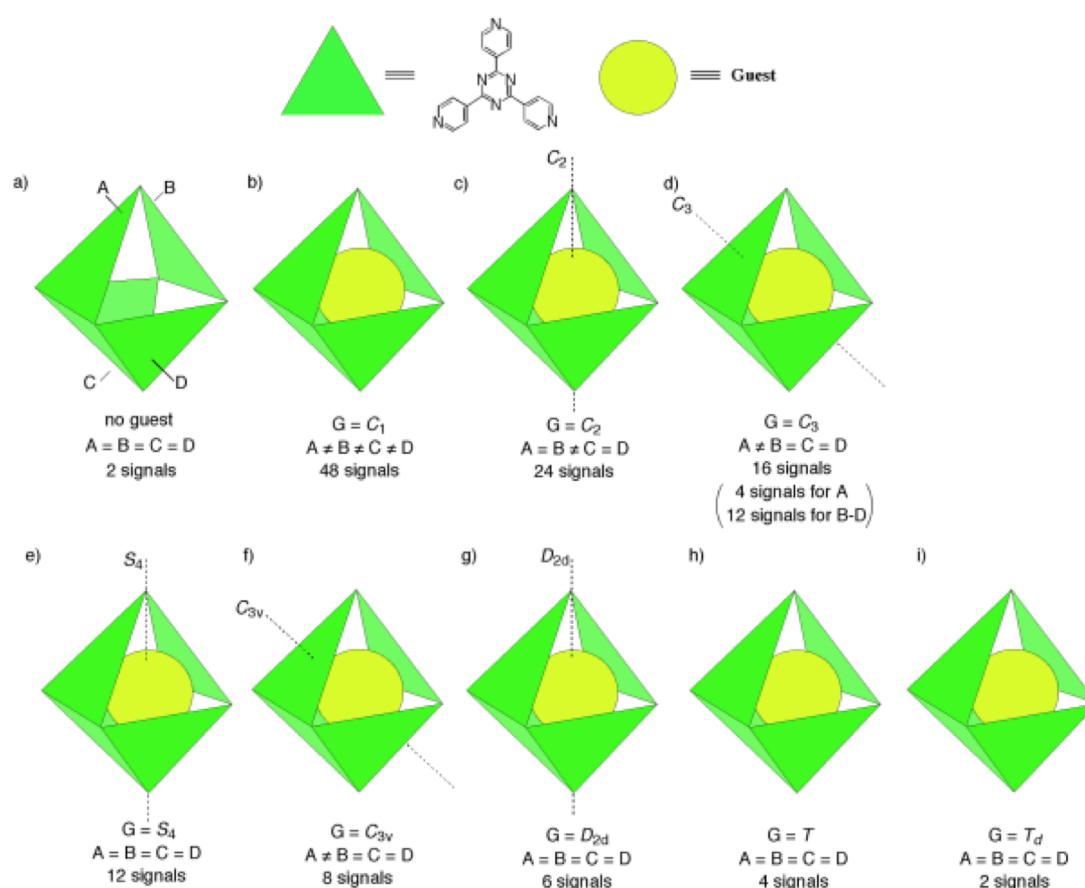 N
N N
N
N N
≡ Guest
a) A B
b)
c) C2
d) C3
C D
no guest
A = B = C = D
2 signals
G = C1
A ≠ B ≠ C ≠ D
48 signals
G = C2
A = B ≠ C = D
24 signals
G = C3
A ≠ B = C = D
16 signals
( 4 signals for A
12 signals for B-D )
e) S4
f) C3v
g) D2d
h)
i)
G = S4
A = B = C = D
12 signals
G = C3v
A ≠ B = C = D
8 signals
G = D2d
A = B = C = D
6 signals
G = T
A = B = C = D
4 signals
G = Td
A = B = C = D
2 signals